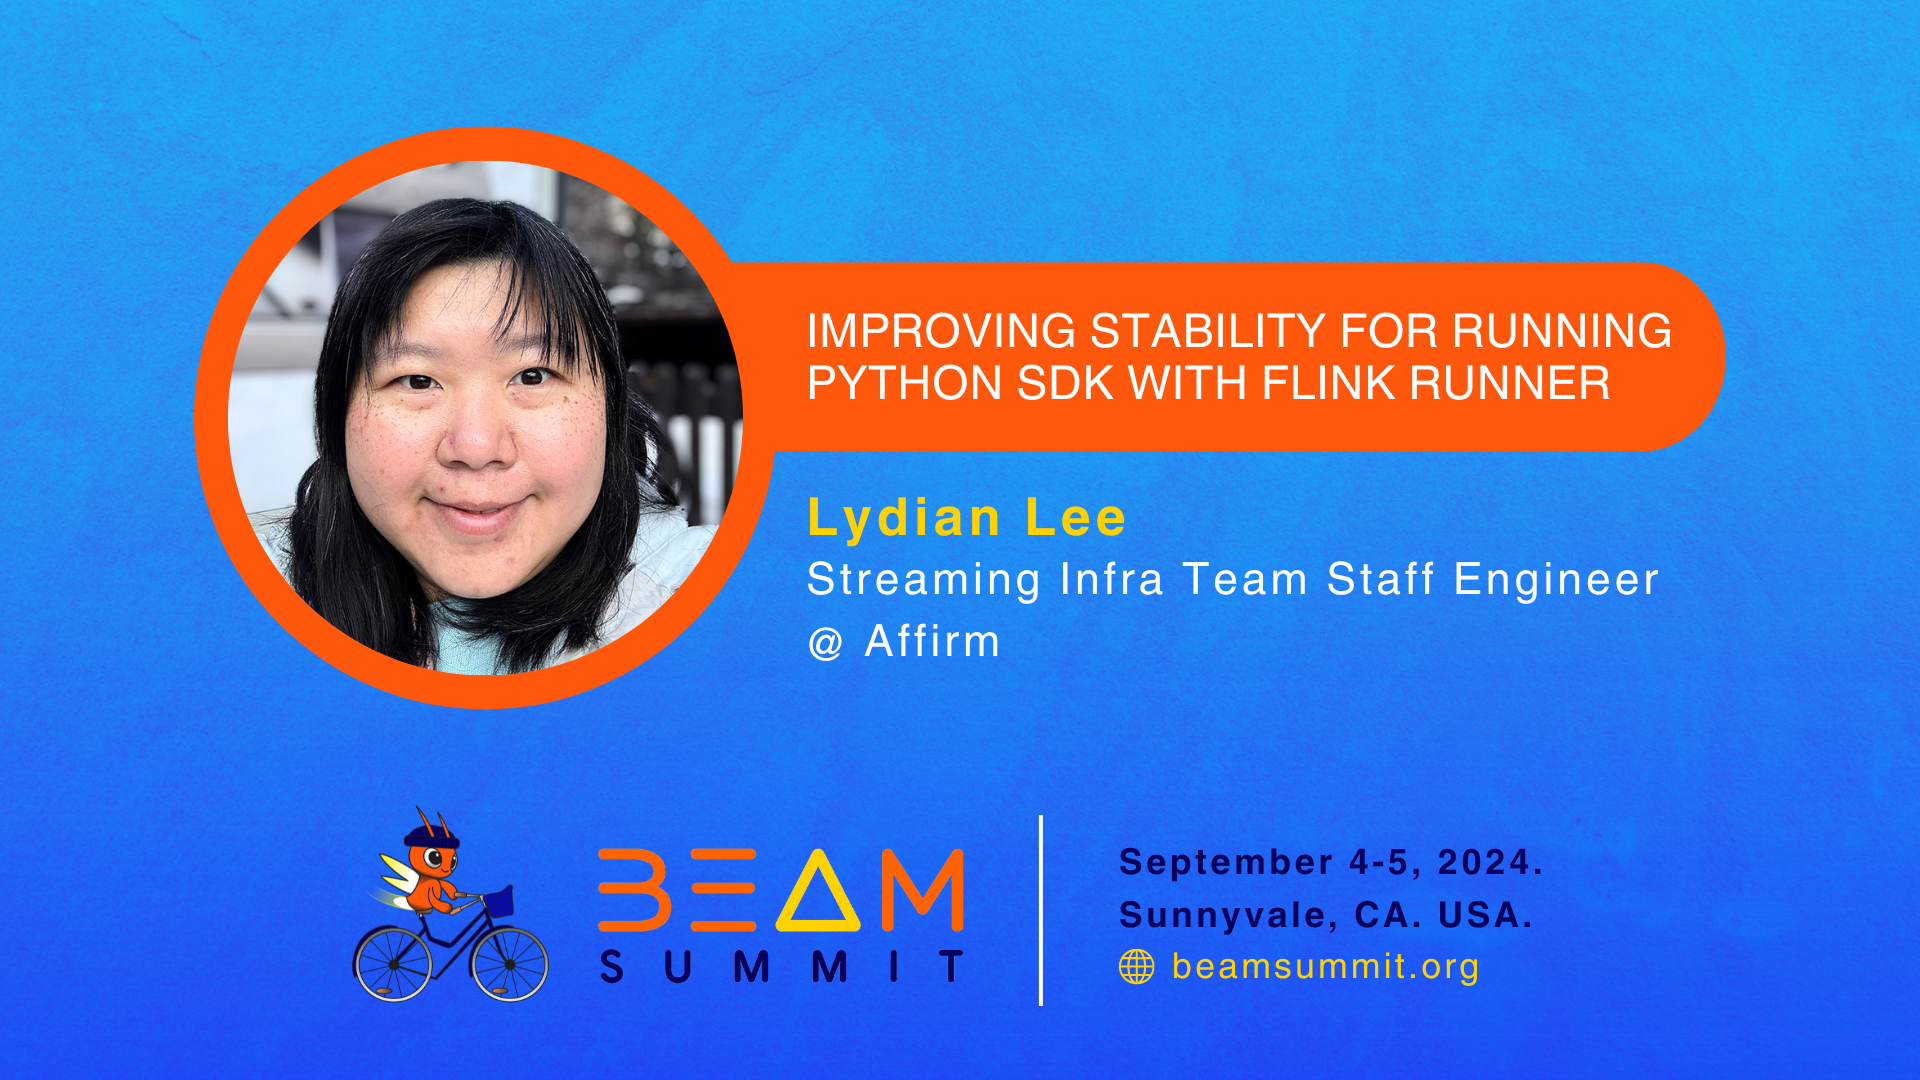 IMPROVING STABILITY FOR RUNNING
PYTHON SDK WITH FLINK RUNNER
Lydian Lee
Streaming Infra Team Staff Engineer
@ Affirm
BEAM
SUMMIT
September 4-5, 2024.
Sunnyvale, CA. USA.
beamsummit.org